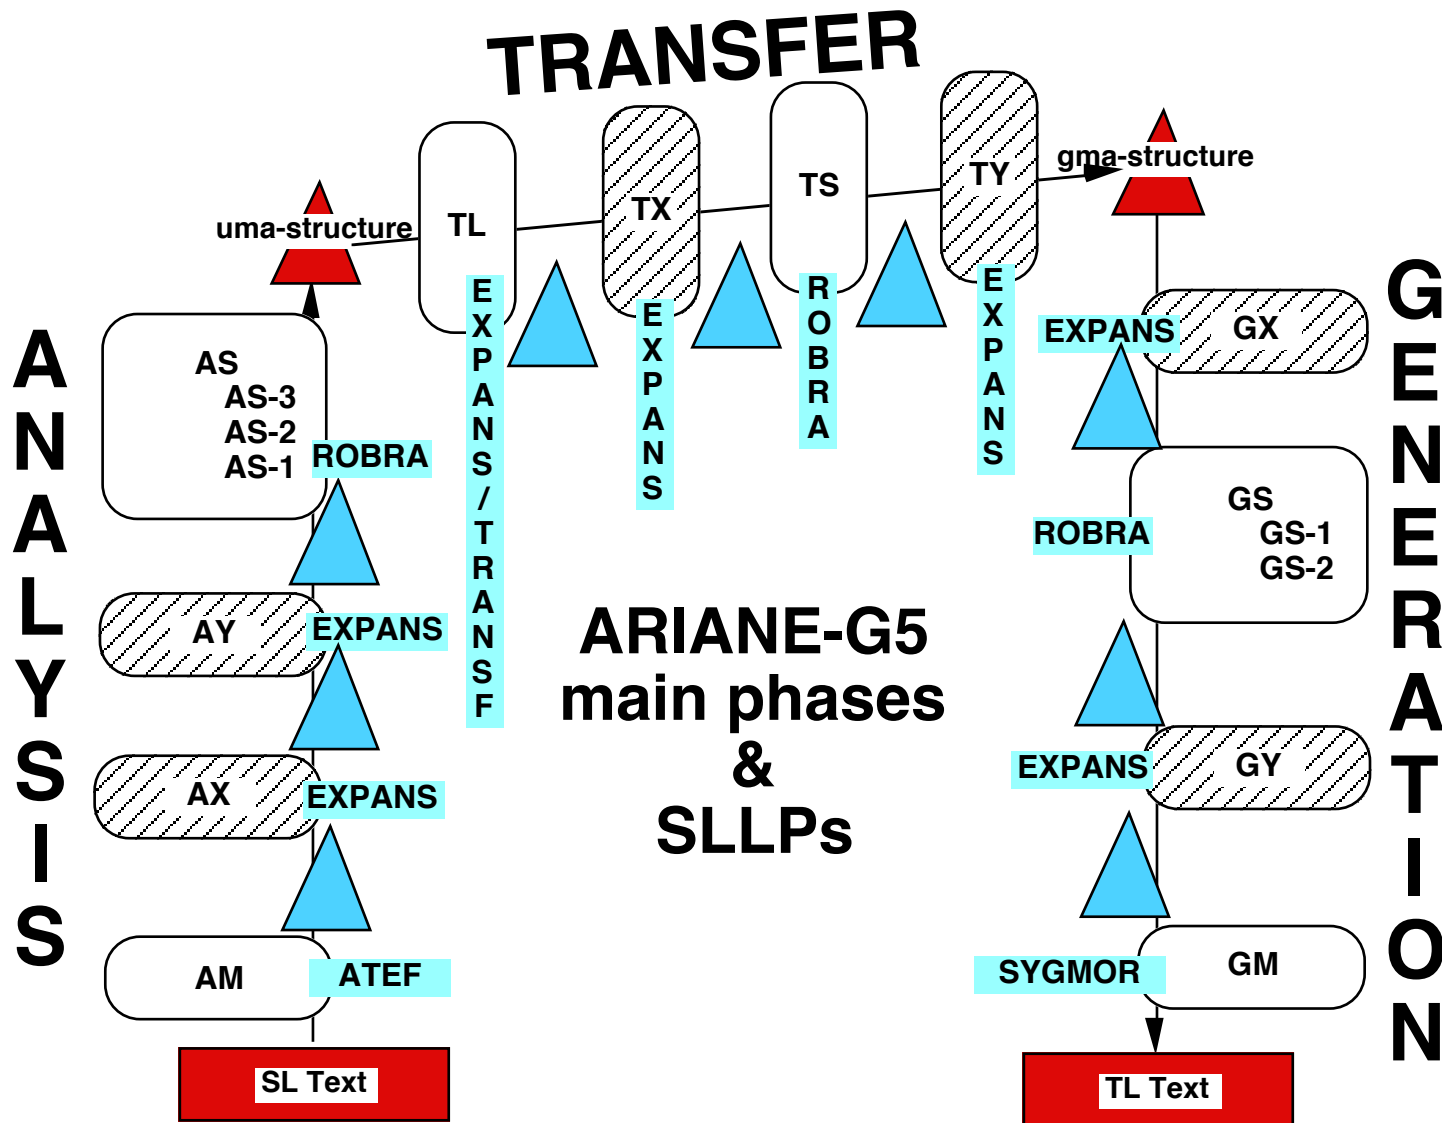 TRANSFER
TL
TX
TS
TY
uma-structure
gma-structure
EXPANS/TRANSF
EXPANS
ROBRA
EXPANS
ANALYSIS
AS
AS-3
AS-2
AS-1
ROBRA
AY
EXPANS
AX
EXPANS
AM
ATEF
SL Text
ARIANE-G5
main phases
&
SLLPs
GENERATION
EXPANS
GX
ROBRA
GS
GS-1
GS-2
EXPANS
GY
SYGMOR
GM
TL Text